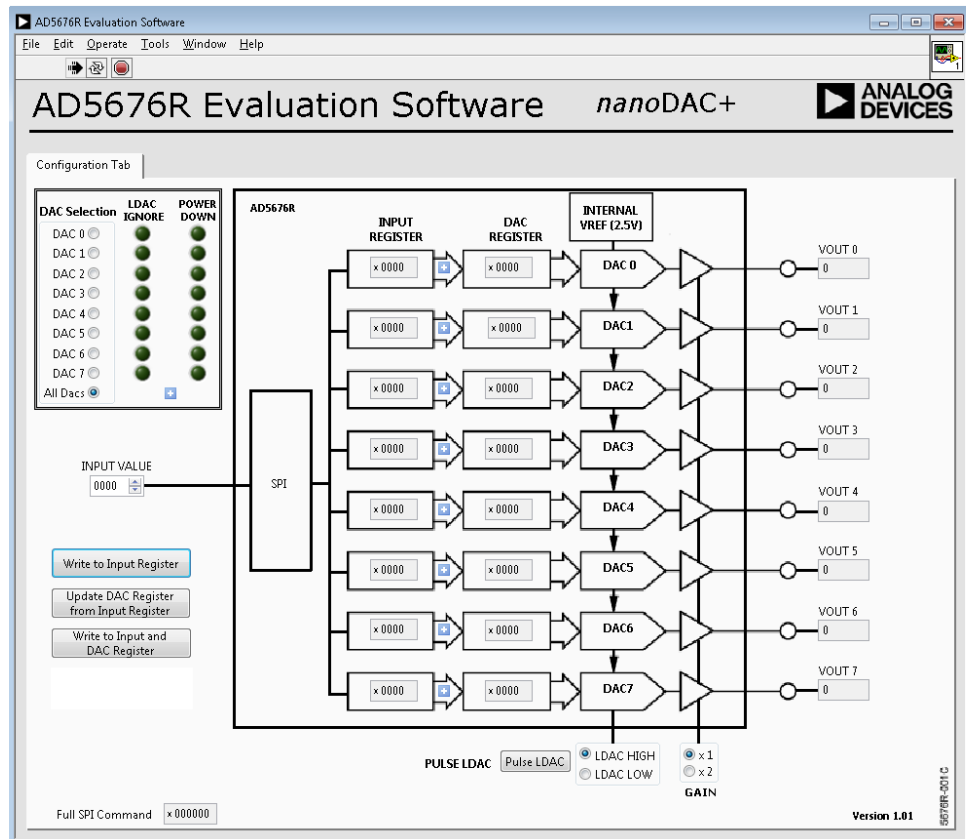 AD5676R Evaluation Software
File Edit Operate Tools Window Help
1
AD5676R Evaluation Software nanoDAC+ ANALOG
DEVICES
Configuration Tab
DAC Selection LDAC IGNORE POWER DOWN
DAC 0
DAC 1
DAC 2
DAC 3
DAC 4
DAC 5
DAC 6
DAC 7
All Dacs
INPUT VALUE
0000
Write to Input Register
Update DAC Register
from Input Register
Write to Input and
DAC Register
AD5676R
SPI
INPUT
REGISTER
DAC
REGISTER
INTERNAL
VREF (2.5V)
VOUT 0
x 0000 x 0000 DAC 0 0
VOUT 1
x 0000 x 0000 DAC1 0
VOUT 2
x 0000 x 0000 DAC2 0
VOUT 3
x 0000 x 0000 DAC3 0
VOUT 4
x 0000 x 0000 DAC4 0
VOUT 5
x 0000 x 0000 DAC5 0
VOUT 6
x 0000 x 0000 DAC6 0
VOUT 7
x 0000 x 0000 DAC7 0
PULSE LDAC Pulse LDAC
LDAC HIGH
LDAC LOW
x 1
x 2
GAIN
Full SPI Command x 000000
Version 1.01
5676R-001C